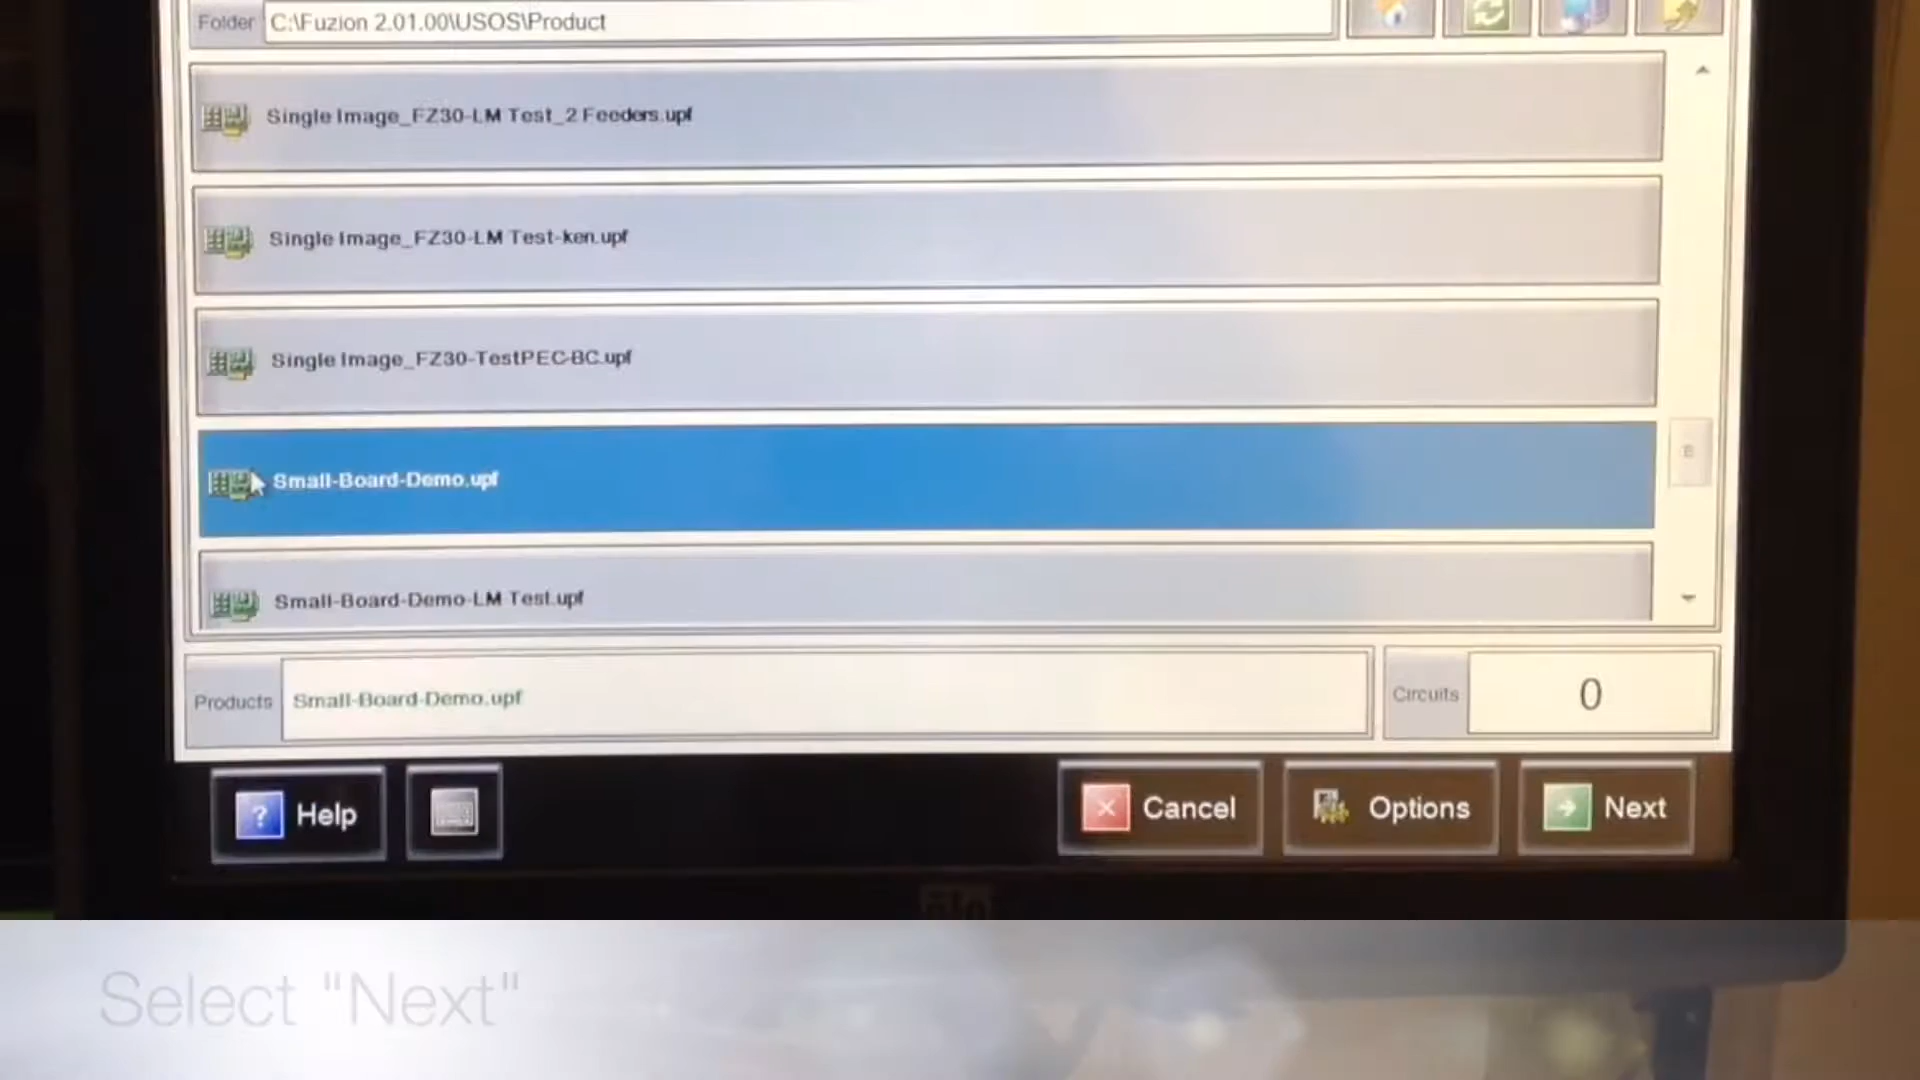 Folder C:\Fuzion 2.01.00\USOS\Product
Single Image_FZ30-LM Test_2 Feeders.upf
Single Image_FZ30-LM Test-ken.upf
Single Image_FZ30-TestPEC-BC.upf
Small-Board-Demo.upf
Small-Board-Demo-LM Test.upf
Products Small-Board-Demo.upf Circuits 0
? Help Cancel Options Next
Select "Next"